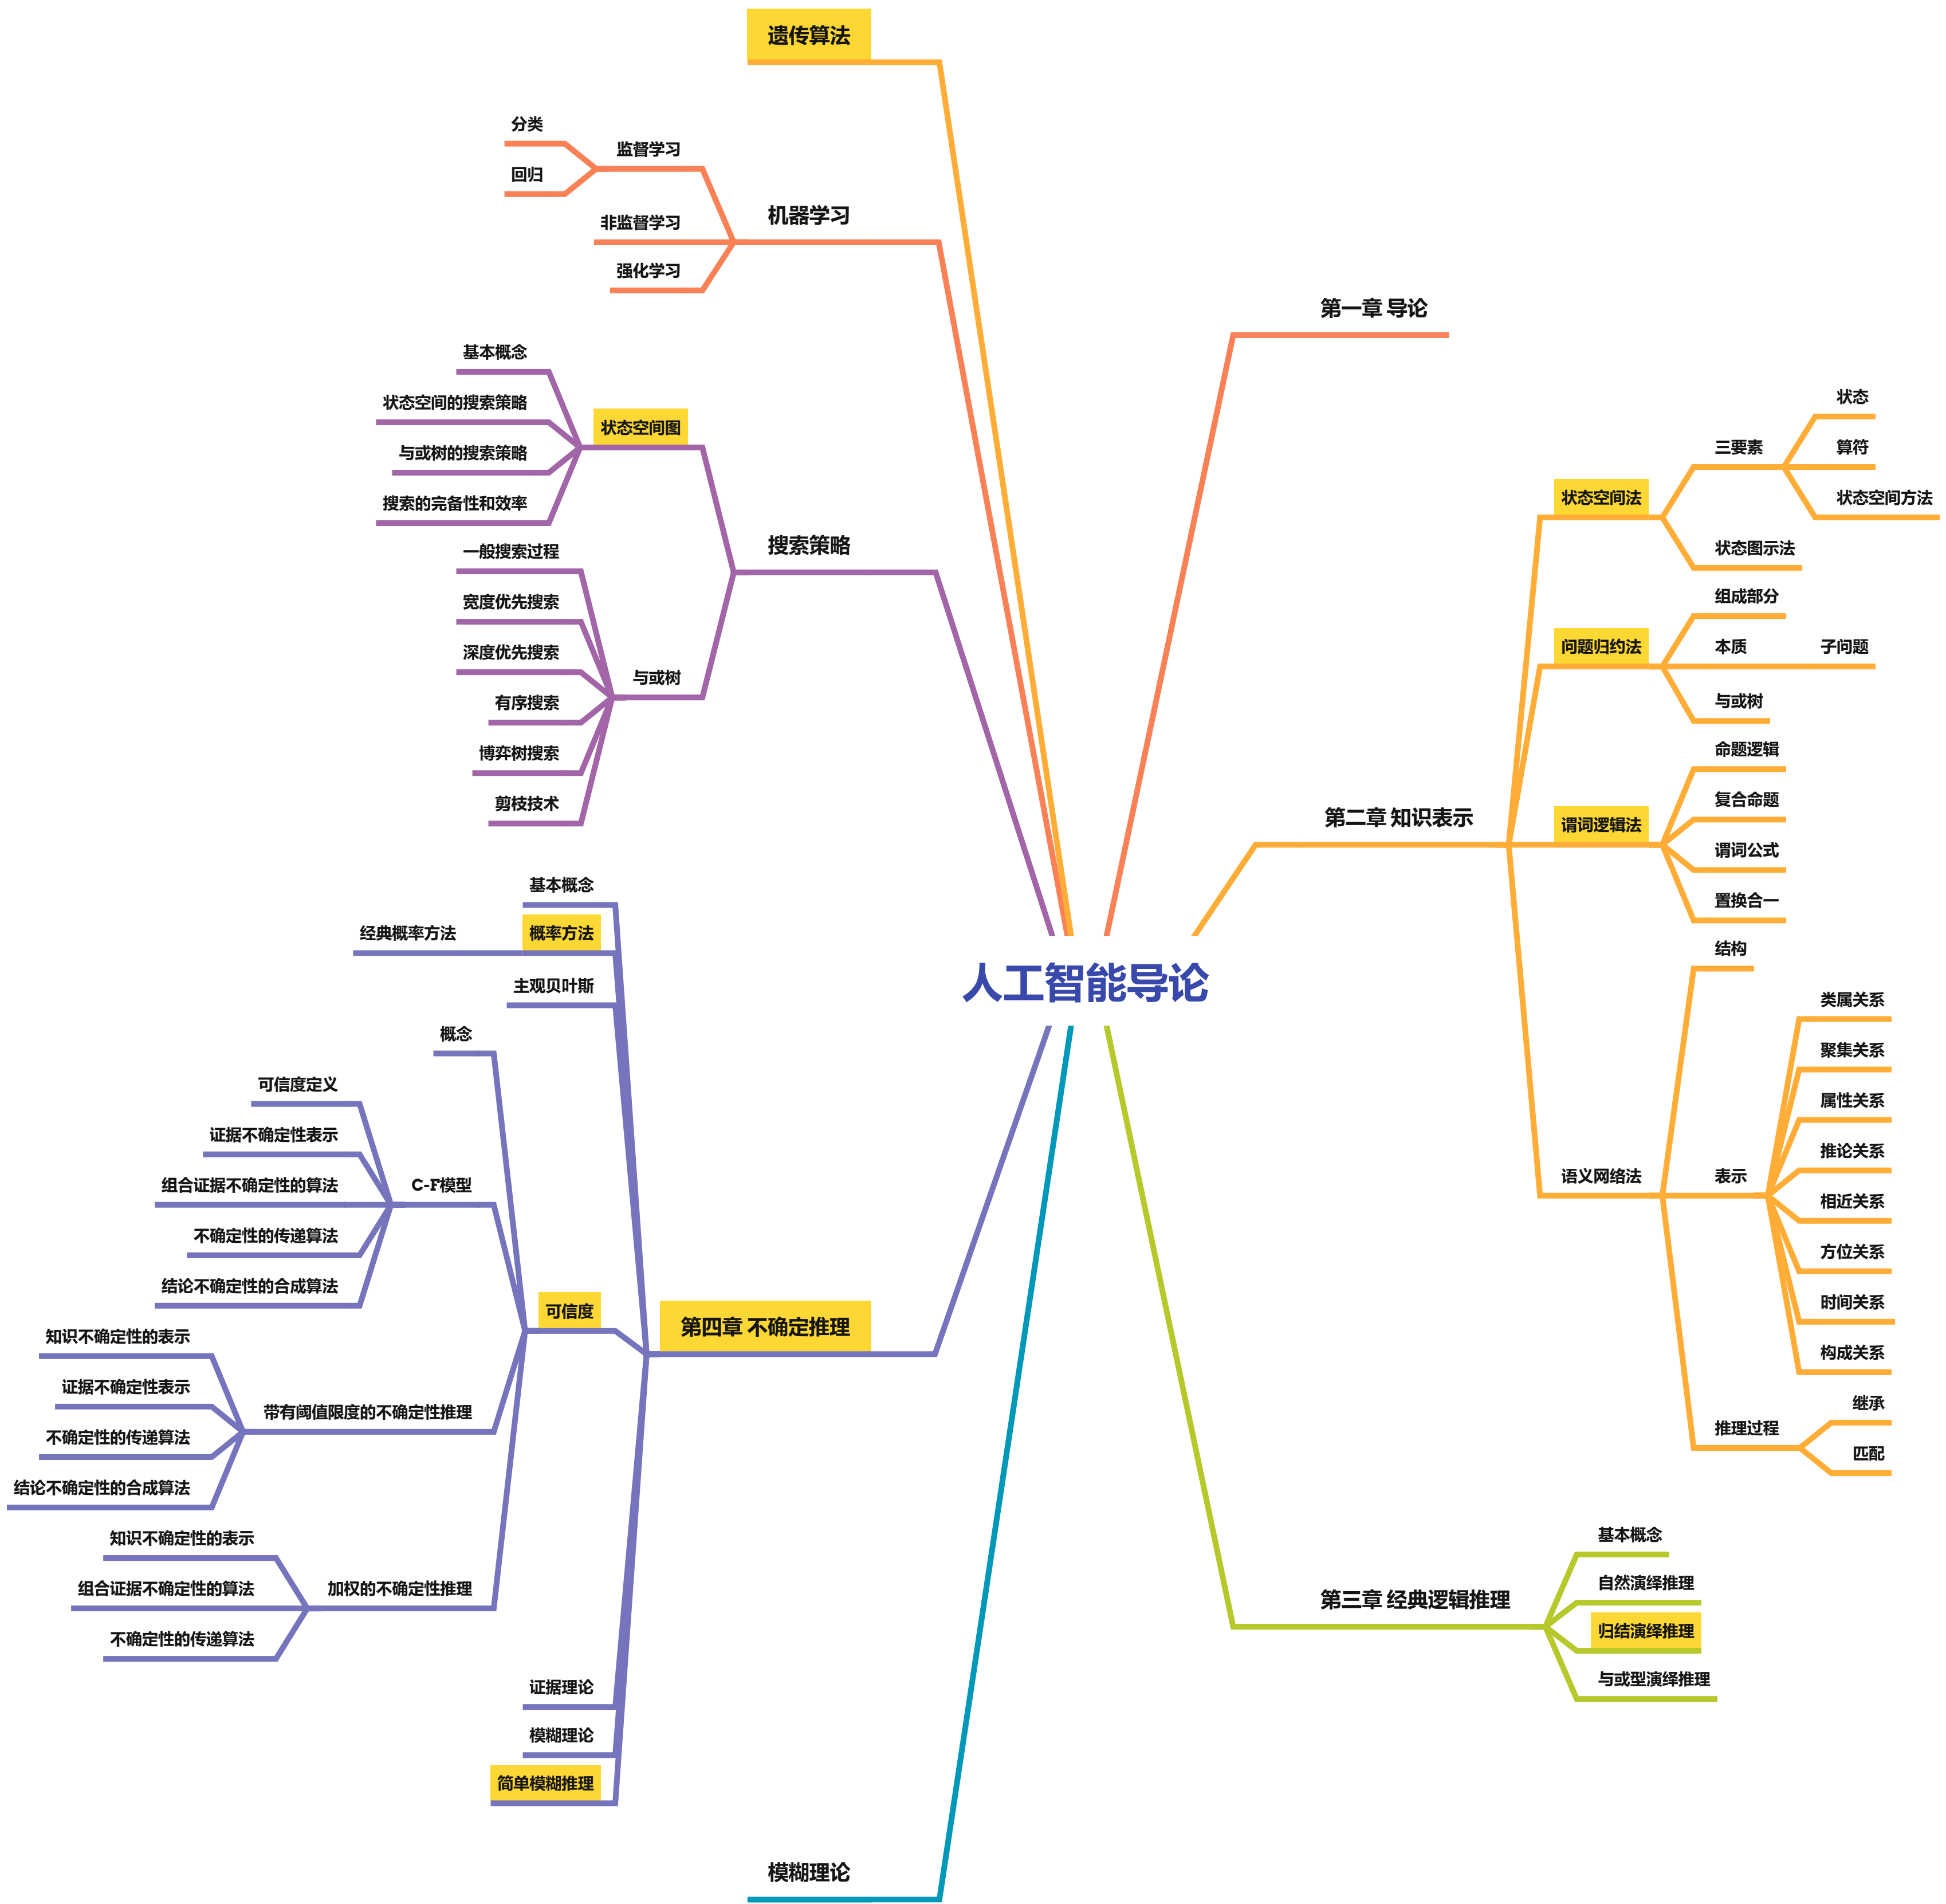 人工智能导论
第一章 导论
第二章 知识表示
状态空间法
三要素
状态
算符
状态空间方法
状态图示法
问题归约法
组成部分
本质
子问题
与或树
谓词逻辑法
命题逻辑
复合命题
谓词公式
置换合一
语义网络法
结构
表示
类属关系
聚集关系
属性关系
推论关系
相近关系
方位关系
时间关系
构成关系
推理过程
继承
匹配
第三章 经典逻辑推理
基本概念
自然演绎推理
归结演绎推理
与或型演绎推理
第四章 不确定推理
基本概念
概率方法
经典概率方法
主观贝叶斯
可信度
概念
C-F模型
可信度定义
证据不确定性表示
组合证据不确定性的算法
不确定性的传递算法
结论不确定性的合成算法
带有阈值限度的不确定性推理
知识不确定性的表示
证据不确定性表示
不确定性的传递算法
结论不确定性的合成算法
加权的不确定性推理
知识不确定性的表示
组合证据不确定性的算法
不确定性的传递算法
证据理论
模糊理论
简单模糊推理
模糊理论
搜索策略
状态空间图
基本概念
状态空间的搜索策略
与或树的搜索策略
搜索的完备性和效率
与或树
一般搜索过程
宽度优先搜索
深度优先搜索
有序搜索
博弈树搜索
剪枝技术
机器学习
监督学习
分类
回归
非监督学习
强化学习
遗传算法